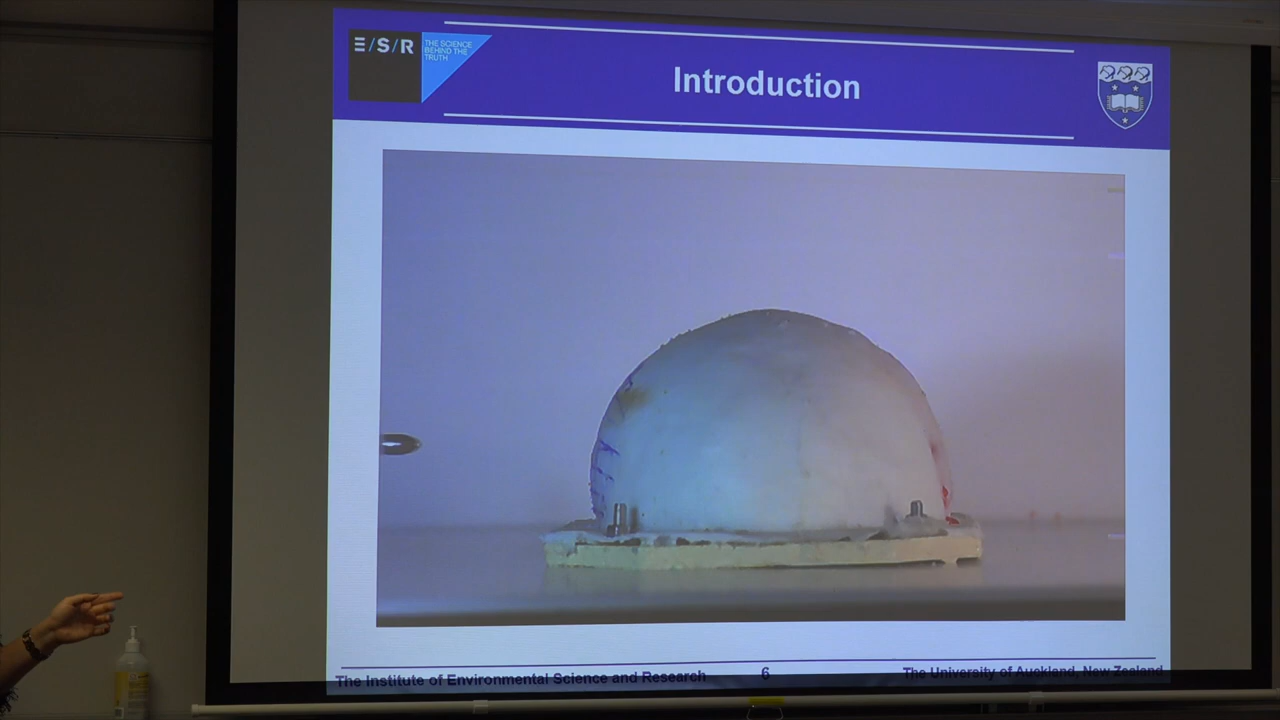 E/S/R
THE SCIENCE
BEHIND THE
TRUTH
Introduction
The Institute of Environmental Science and Research
6
The University of Auckland, New Zealand